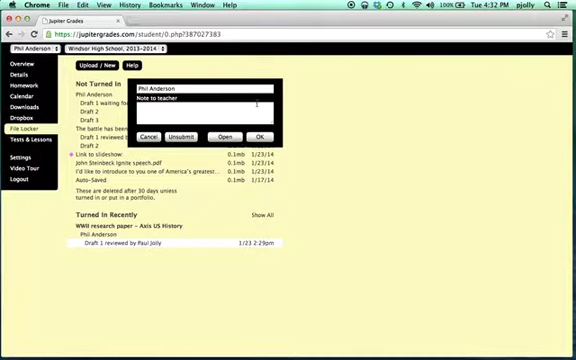 Chrome File Edit View History Bookmarks Window Help
100% Tue 4:32 PM pjolly
Jupiter Grades
https://jupitergrades.com/student/0.php?387027383
Phil Anderson Windsor High School, 2013-2014
Overview
Details
Homework
Calendar
Downloads
Dropbox
File Locker
Tests & Lessons
Settings
Video Tour
Logout
Upload / New Help
Not Turned In
Phil Anderson
Draft 1 waiting fo
Draft 2
Draft 3
The battle has been
Draft 1 reviewed b
Draft 2
Phil Anderson
Note to teacher
Cancel Unsubmit Open OK
Link to slideshow: 0.1mb 1/23/14
John Steinbeck Ignite speech.pdf 0.1mb 1/23/14
I'd like to introduce you one of America's greatest... 0.1mb 1/23/14
Auto-Saved 0.1mb 1/17/14
These are deleted after 30 days unless
turned in or put in a portfolio.
Turned In Recently Show All
WWII research paper – Axis US History
Phil Anderson
Draft 1 reviewed by Paul Jolly 1/23 2:29pm